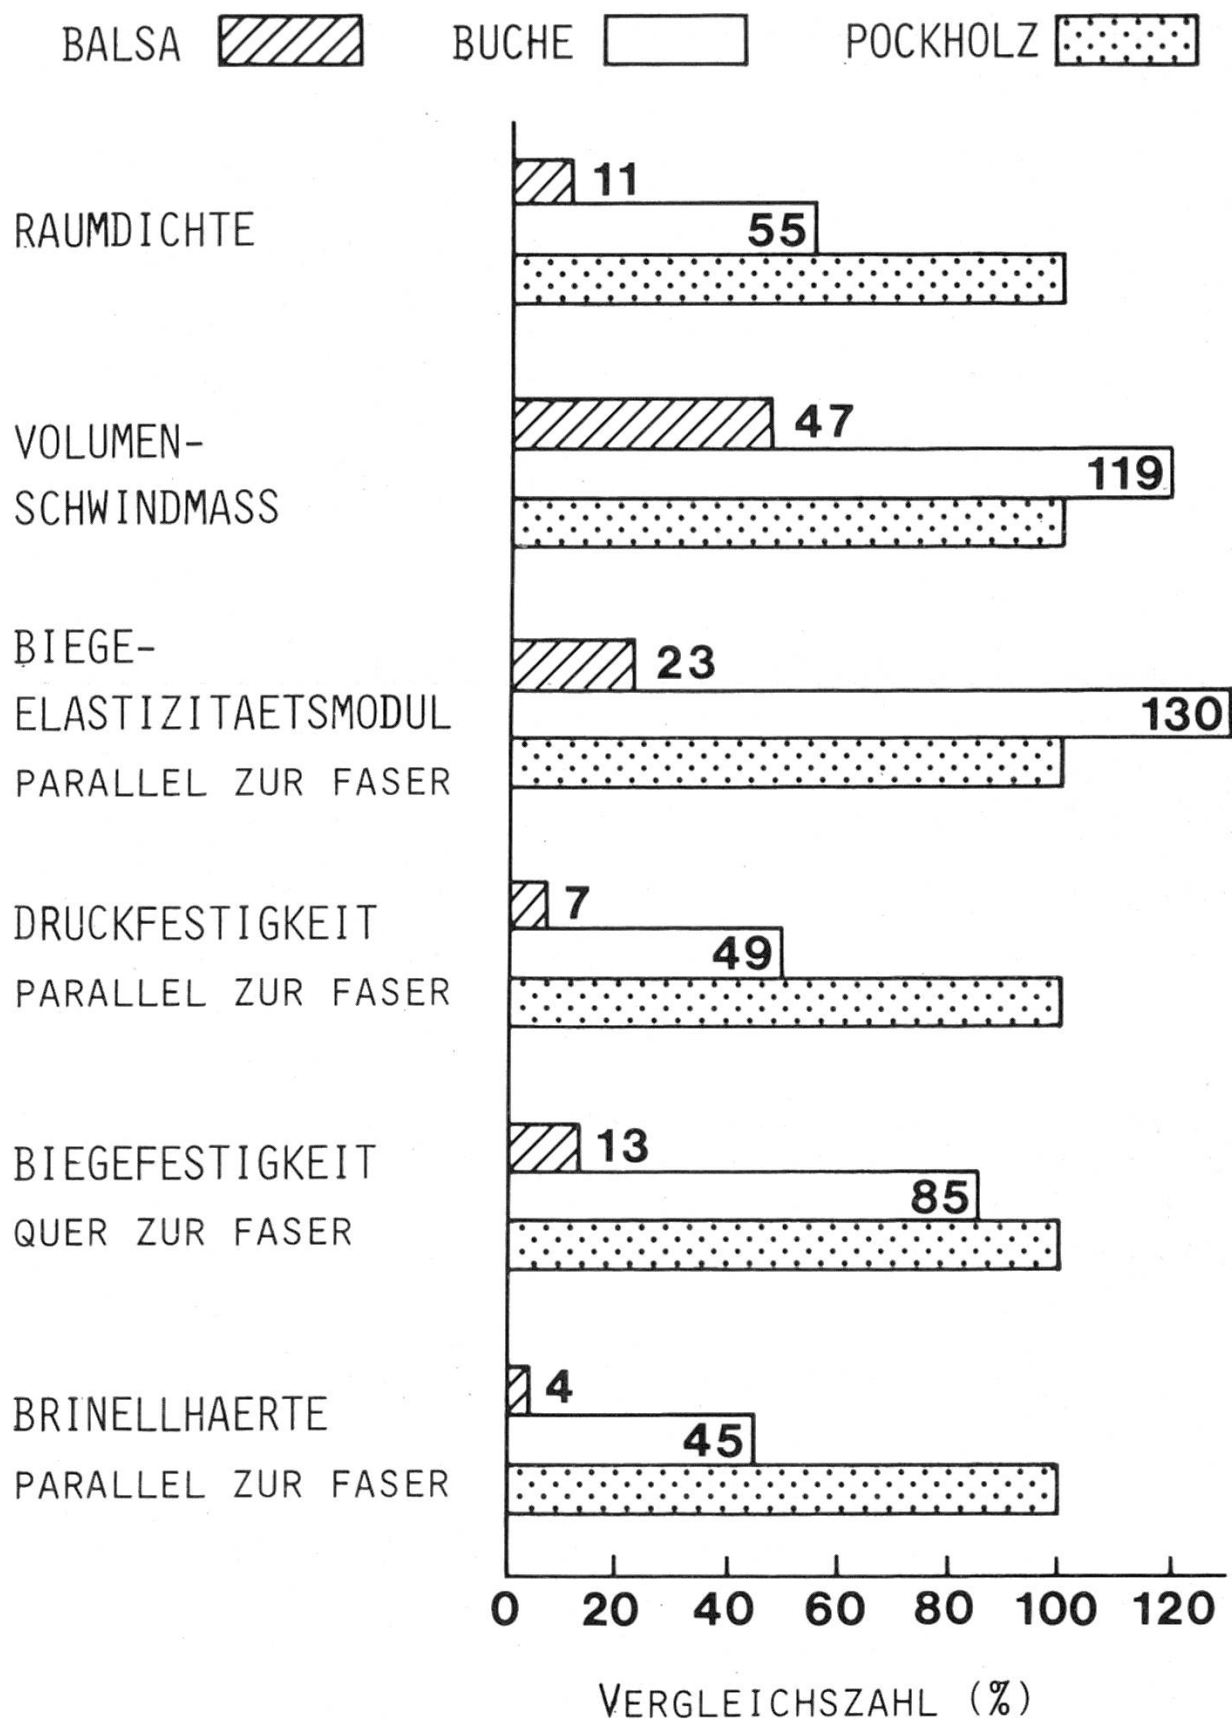 BALSA BUCHE POCKHOLZ
RAUMDICHTE
11
55
VOLUMEN-
SCHWINDMASS
47
119
BIEGE-
ELASTIZITAETSMODUL
PARALLEL ZUR FASER
23
130
DRUCKFESTIGKEIT
PARALLEL ZUR FASER
7
49
BIEGEFESTIGKEIT
QUER ZUR FASER
13
85
BRINELLHAERTE
PARALLEL ZUR FASER
4
45
0 20 40 60 80 100 120
VERGLEICHSZAHL (%)